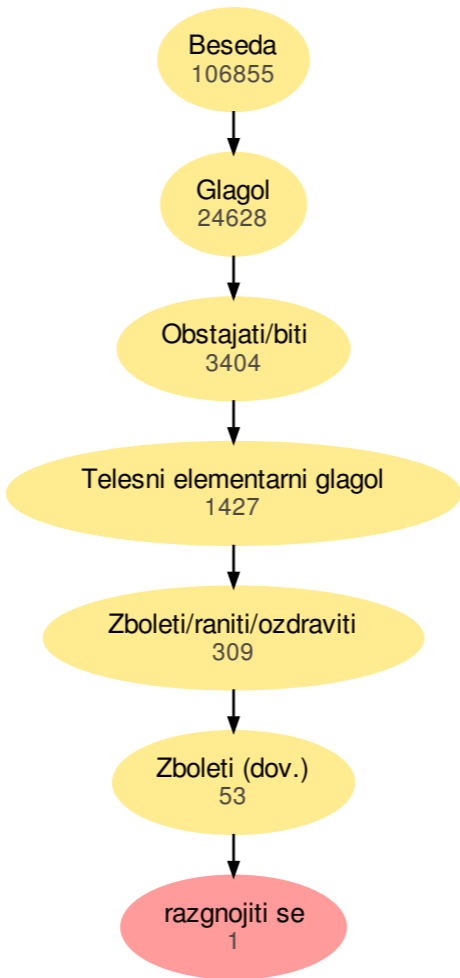 Beseda
106855
Glagol
24628
Obstajati/biti
3404
Telesni elementarni glagol
1427
Zboleti/raniti/ozdraviti
309
Zboleti (dov.)
53
razgnojiti se
1